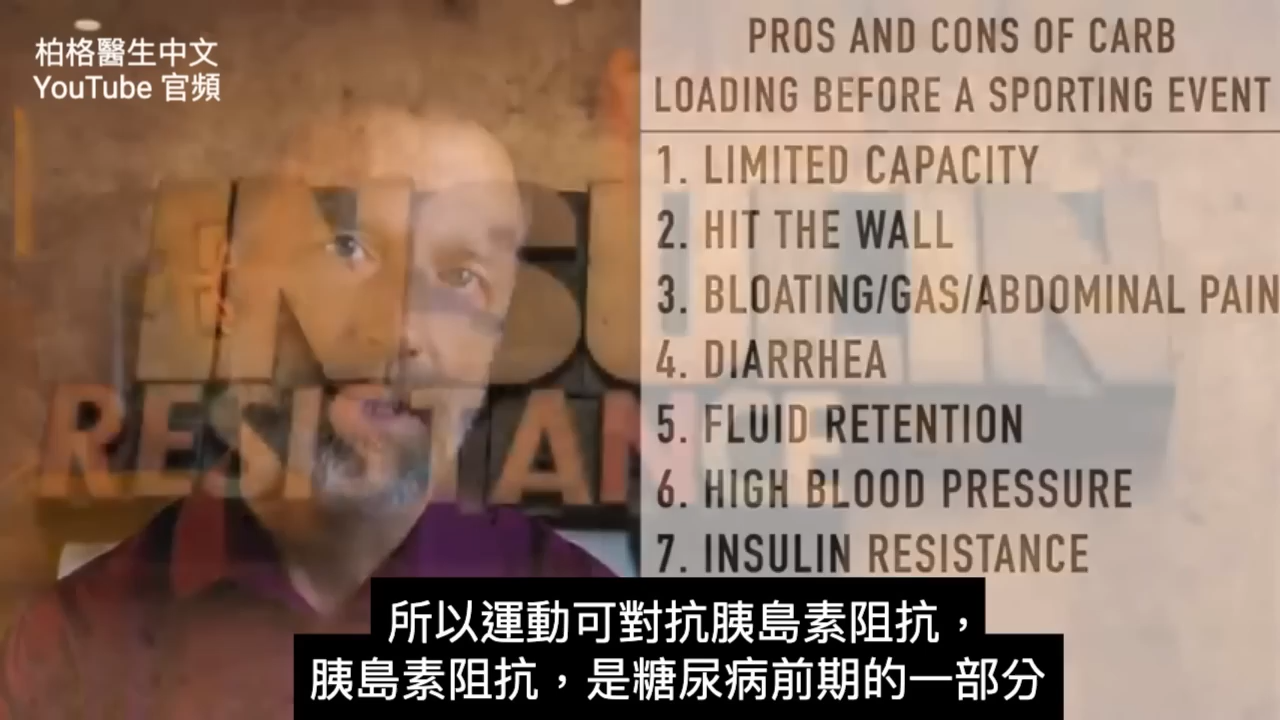 柏格醫生中文
YouTube 官頻
PROS AND CONS OF CARB
LOADING BEFORE A SPORTING EVENT
1. LIMITED CAPACITY
2. HIT THE WALL
3. BLOATING/GAS/ABDOMINAL PAIN
4. DIARRHEA
5. FLUID RETENTION
6. HIGH BLOOD PRESSURE
7. INSULIN RESISTANCE
INSULIN
RESISTANCE
所以運動可對抗胰島素阻抗，
胰島素阻抗，是糖尿病前期的一部分